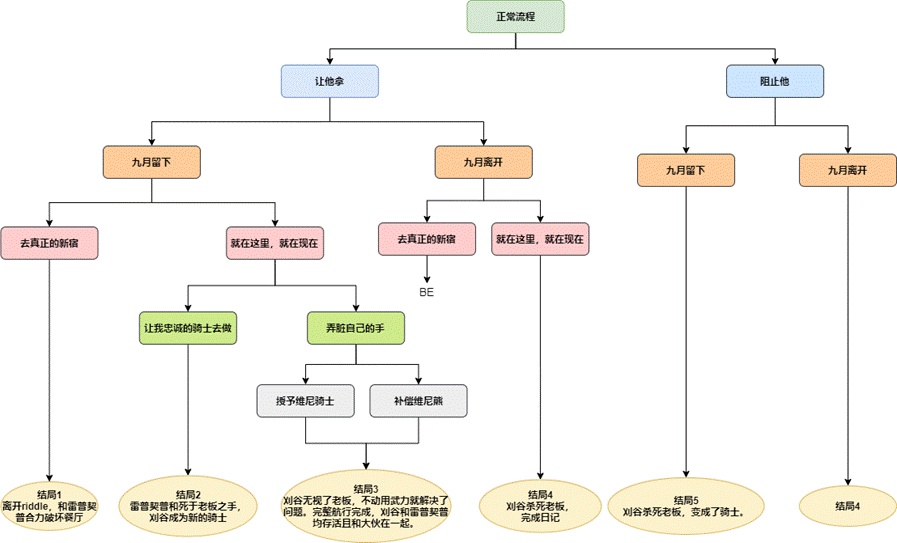 正常流程
让他拿
阻止他
九月留下
九月离开
九月留下
九月离开
去真正的新宿
就在这里，就在现在
去真正的新宿
就在这里，就在现在
BE
让我忠诚的骑士去做
弄脏自己的手
授予维尼骑士
补偿维尼熊
结局1
离开riddle，和雷普契
普合力破坏餐厅
结局2
雷普契普和死于老板之手，
刈谷成为新的骑士
结局3
刈谷无视了老板，不动用武力就解决了
问题。完整航行完成，刈谷和雷普契普
均存活且和大伙在一起。
结局4
刈谷杀死老板，
完成日记
结局5
刈谷杀死老板，变成了骑士。
结局4